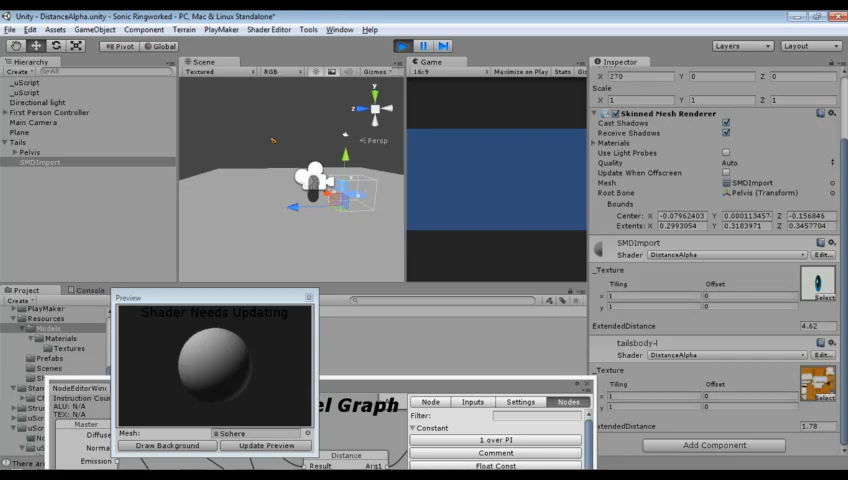 Unity - DistanceAlpha.unity - Sonic Ringworked - PC, Mac & Linux Standalone*
File Edit Assets GameObject Component Terrain PlayMaker Shader Editor Tools Window Help
Pivot Global Layers Layout
Hierarchy
Create All
_uScript
_uScript
Directional light
First Person Controller
Main Camera
Plane
Tails
Pelvis
SMDImport
Scene
Textured RGB Gizmos
y
z
Persp
Game
16:9 Maximize on Play Stats Giz
Inspector
X 270 Y 0 Z 0
Scale
X 1 Y 1 Z 1
Skinned Mesh Renderer
Cast Shadows
Receive Shadows
Materials
Use Light Probes
Quality Auto
Update When Offscreen
Mesh SMDImport
Root Bone Pelvis (Transform)
Bounds
Center: X -0.07962403 Y 0.000113457 Z -0.156846
Extents: X 0.2993054 Y 0.3183971 Z 0.3457704
SMDImport
Shader DistanceAlpha Edit...
_Texture
Tiling Offset
x 1 0
y 1 0
Select
ExtendedDistance 4.62
tailsbody-l
Shader DistanceAlpha Edit...
Texture
Tiling Offset
1 0
1 0
Select
xtendedDistance 1.78
Add Component
Project Console
Create
PlayMaker
Resources
Models
Materials
Textures
Prefabs
Scenes
Preview
Shader Needs Updating
Mesh: Sphere
Draw Background Update Preview
NodeEditorWin
Instruction Cou
ALU: N/A
TEX: N/A
Master
Diffuse
Norma
Emission
el Graph
Distance
Result Arg1
Node Inputs Settings Nodes
Filter:
Constant
1 over PI
Comment
Float Const
There ar